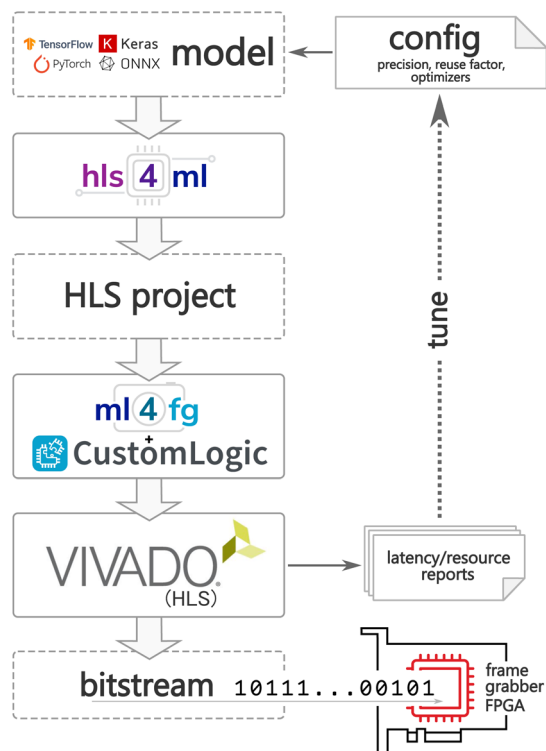 TensorFlow
Keras
PyTorch
ONNX
model
config
precision, reuse factor,
optimizers
hls 4 ml
HLS project
tune
ml 4 fg
+
CustomLogic
VIVADO.
(HLS)
latency/resource
reports
bitstream
10111...00101
frame
grabber
FPGA